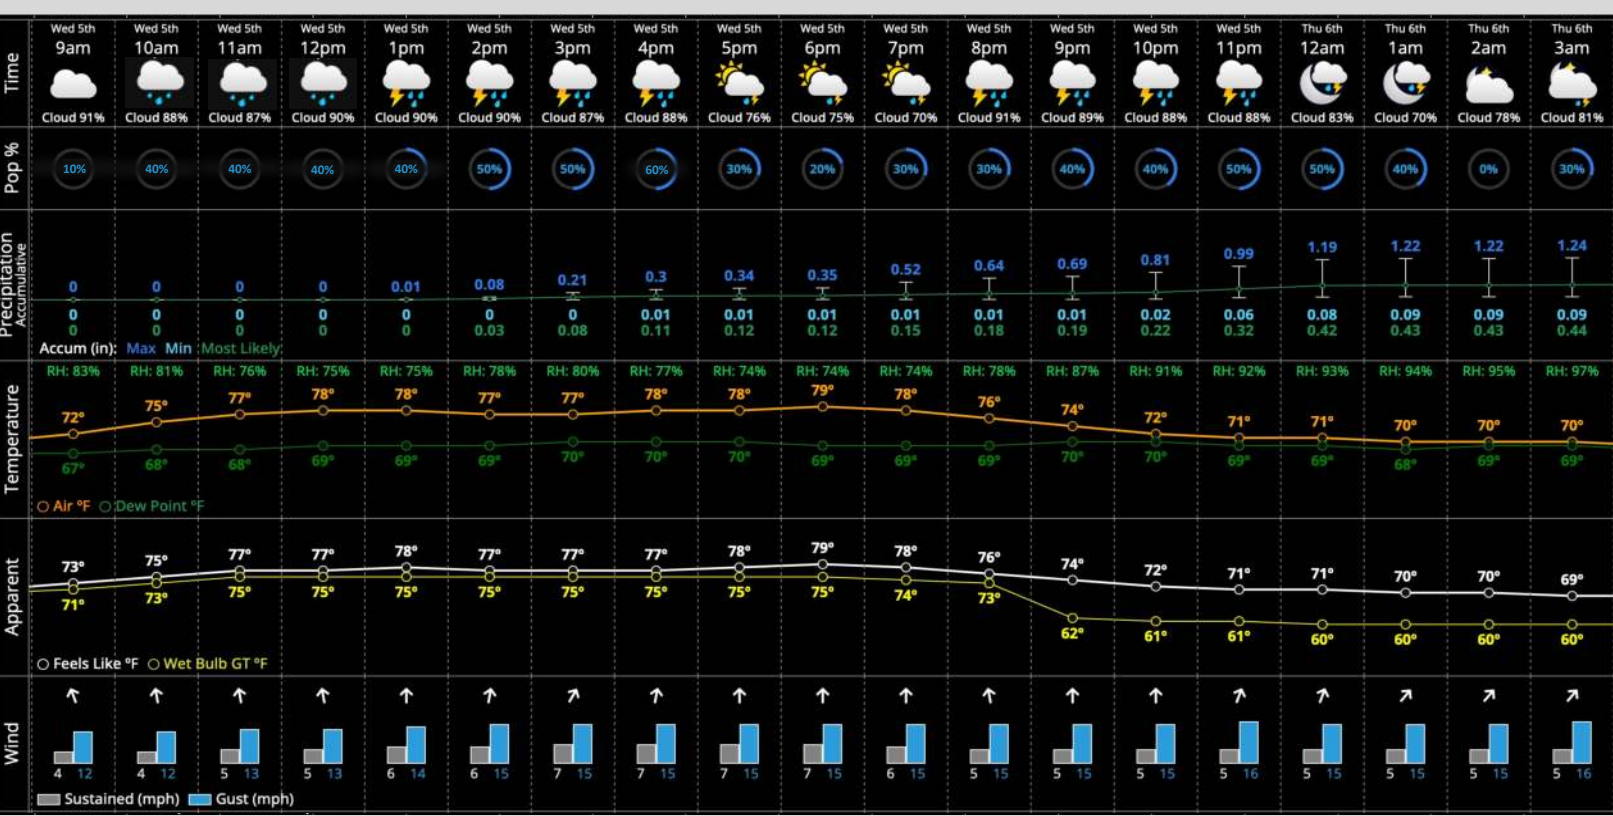 Time
Wed 5th Wed 5th Wed 5th Wed 5th Wed 5th Wed 5th Wed 5th Wed 5th Wed 5th Wed 5th Wed 5th Wed 5th Wed 5th Wed 5th Wed 5th Thu 6th Thu 6th Thu 6th Thu 6th
9am 10am 11am 12pm 1pm 2pm 3pm 4pm 5pm 6pm 7pm 8pm 9pm 10pm 11pm 12am 1am 2am 3am
Cloud 91% Cloud 88% Cloud 87% Cloud 90% Cloud 90% Cloud 90% Cloud 87% Cloud 88% Cloud 76% Cloud 75% Cloud 70% Cloud 91% Cloud 89% Cloud 88% Cloud 88% Cloud 83% Cloud 70% Cloud 78% Cloud 81%
Pop %
10% 40% 40% 40% 40% 50% 50% 60% 30% 20% 30% 30% 40% 40% 50% 50% 40% 0% 30%
Precipitation
Accumulative
0 0 0 0 0.01 0.08 0.21 0.3 0.34 0.35 0.52 0.64 0.69 0.81 0.99 1.19 1.22 1.22 1.24
0 0 0 0 0 0 0 0.01 0.01 0.01 0.01 0.01 0.01 0.02 0.06 0.08 0.09 0.09 0.09
0 0 0 0 0 0.03 0.08 0.11 0.12 0.12 0.15 0.18 0.19 0.22 0.32 0.42 0.43 0.43 0.44
Accum (in): Max Min Most Likely
Temperature
RH: 83% RH: 81% RH: 76% RH: 75% RH: 75% RH: 78% RH: 80% RH: 77% RH: 74% RH: 74% RH: 74% RH: 78% RH: 87% RH: 91% RH: 92% RH: 93% RH: 94% RH: 95% RH: 97%
72° 75° 77° 78° 78° 77° 77° 78° 78° 79° 78° 76° 74° 72° 71° 71° 70° 70° 70°
67° 68° 68° 69° 69° 69° 70° 70° 70° 69° 69° 69° 70° 70° 69° 69° 68° 69° 69°
Air °F Dew Point °F
Apparent
73° 75° 77° 77° 78° 77° 77° 77° 78° 79° 78° 76° 74° 72° 71° 71° 70° 70° 69°
71° 73° 75° 75° 75° 75° 75° 75° 75° 75° 74° 73° 62° 61° 61° 60° 60° 60° 60°
Feels Like °F Wet Bulb GT °F
Wind
4 12 4 12 5 13 5 13 6 14 6 15 7 15 7 15 7 15 7 15 6 15 5 15 5 15 5 15 5 16 5 15 5 15 5 15 5 16
Sustained (mph) Gust (mph)